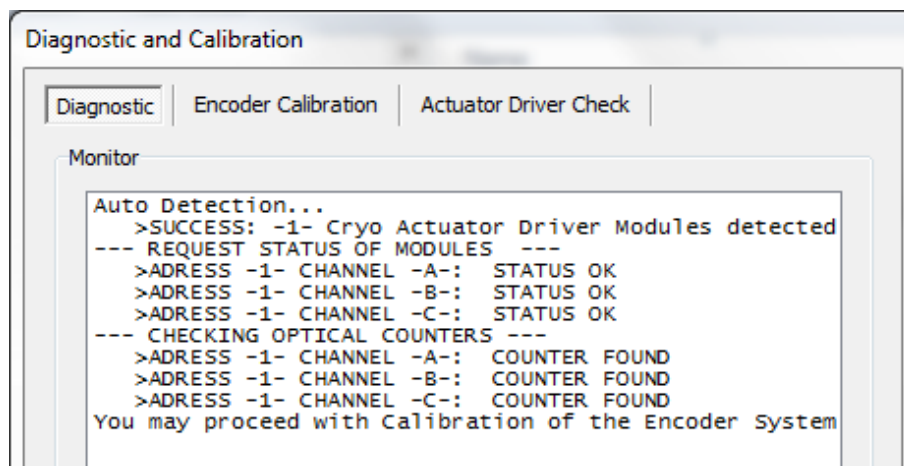 Diagnostic and Calibration
Diagnostic Encoder Calibration Actuator Driver Check
Monitor
Auto Detection...
>SUCCESS: -1- Cryo Actuator Driver Modules detected
--- REQUEST STATUS OF MODULES ---
>ADRESS -1- CHANNEL -A-: STATUS OK
>ADRESS -1- CHANNEL -B-: STATUS OK
>ADRESS -1- CHANNEL -C-: STATUS OK
--- CHECKING OPTICAL COUNTERS ---
>ADRESS -1- CHANNEL -A-: COUNTER FOUND
>ADRESS -1- CHANNEL -B-: COUNTER FOUND
>ADRESS -1- CHANNEL -C-: COUNTER FOUND
You may proceed with Calibration of the Encoder System